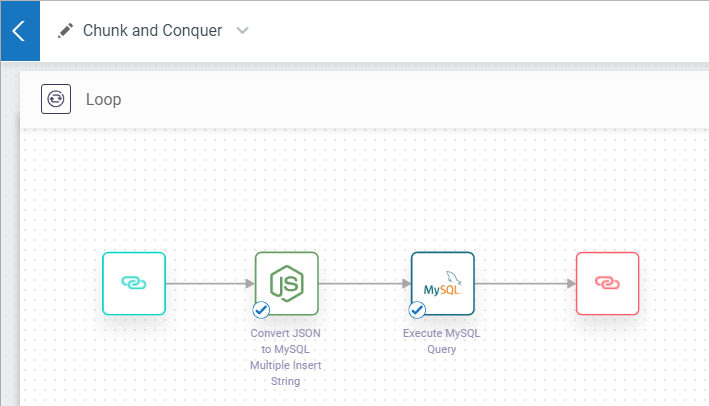 Chunk and Conquer
Loop
JS
MySQL
Convert JSON
to MySQL
Multiple Insert
String
Execute MySQL
Query